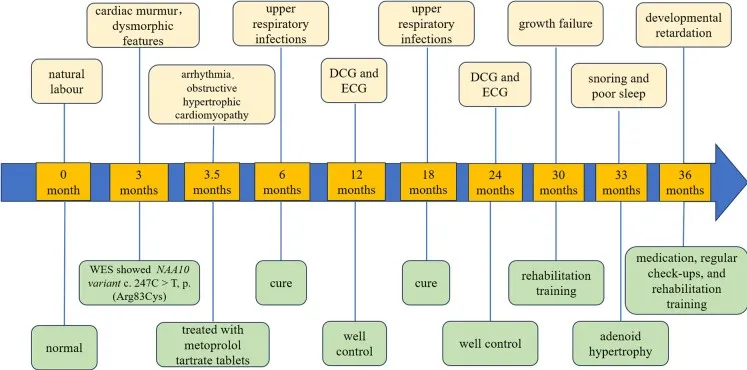 cardiac murmur，
dysmorphic
features
upper
respiratory
infections
upper
respiratory
infections
growth failure
developmental
retardation
natural
labour
arrhythmia,
obstructive
hypertrophic
cardiomyopathy
DCG and
ECG
DCG and
ECG
snoring and
poor sleep
0
month
3
months
3.5
months
6
months
12
months
18
months
24
months
30
months
33
months
36
months
WES showed NAA10
variant c. 247C > T, p.
(Arg83Cys)
cure
cure
rehabilitation
training
medication, regular
check-ups, and
rehabilitation
training
normal
treated with
metoprolol
tartrate tablets
well
control
well control
adenoid
hypertrophy